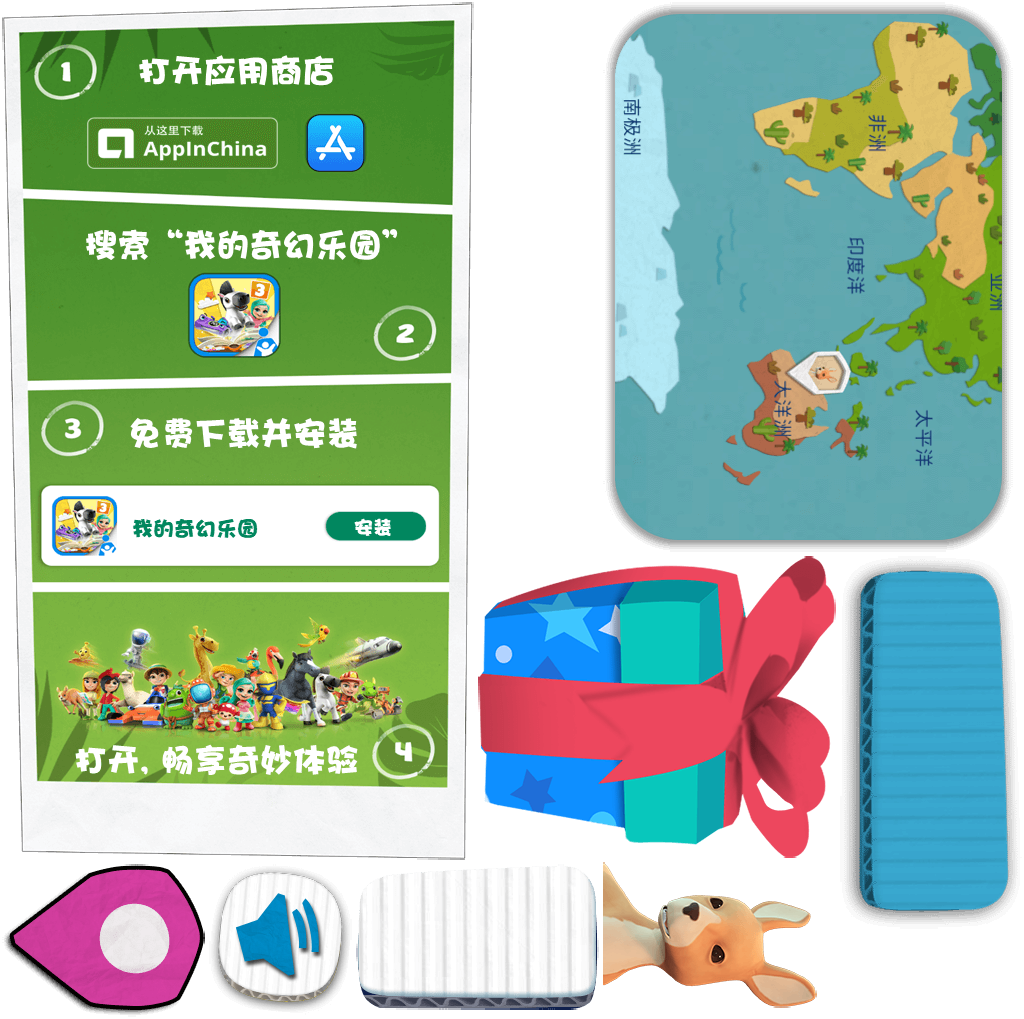 1
打开应用商店
从这里下载
AppInChina
搜索“我的奇幻乐园”
3
2
3
免费下载并安装
3
我的奇幻乐园
安装
4
打开, 畅享奇妙体验
南极洲
非洲
印度洋
亚洲
大洋洲
太平洋